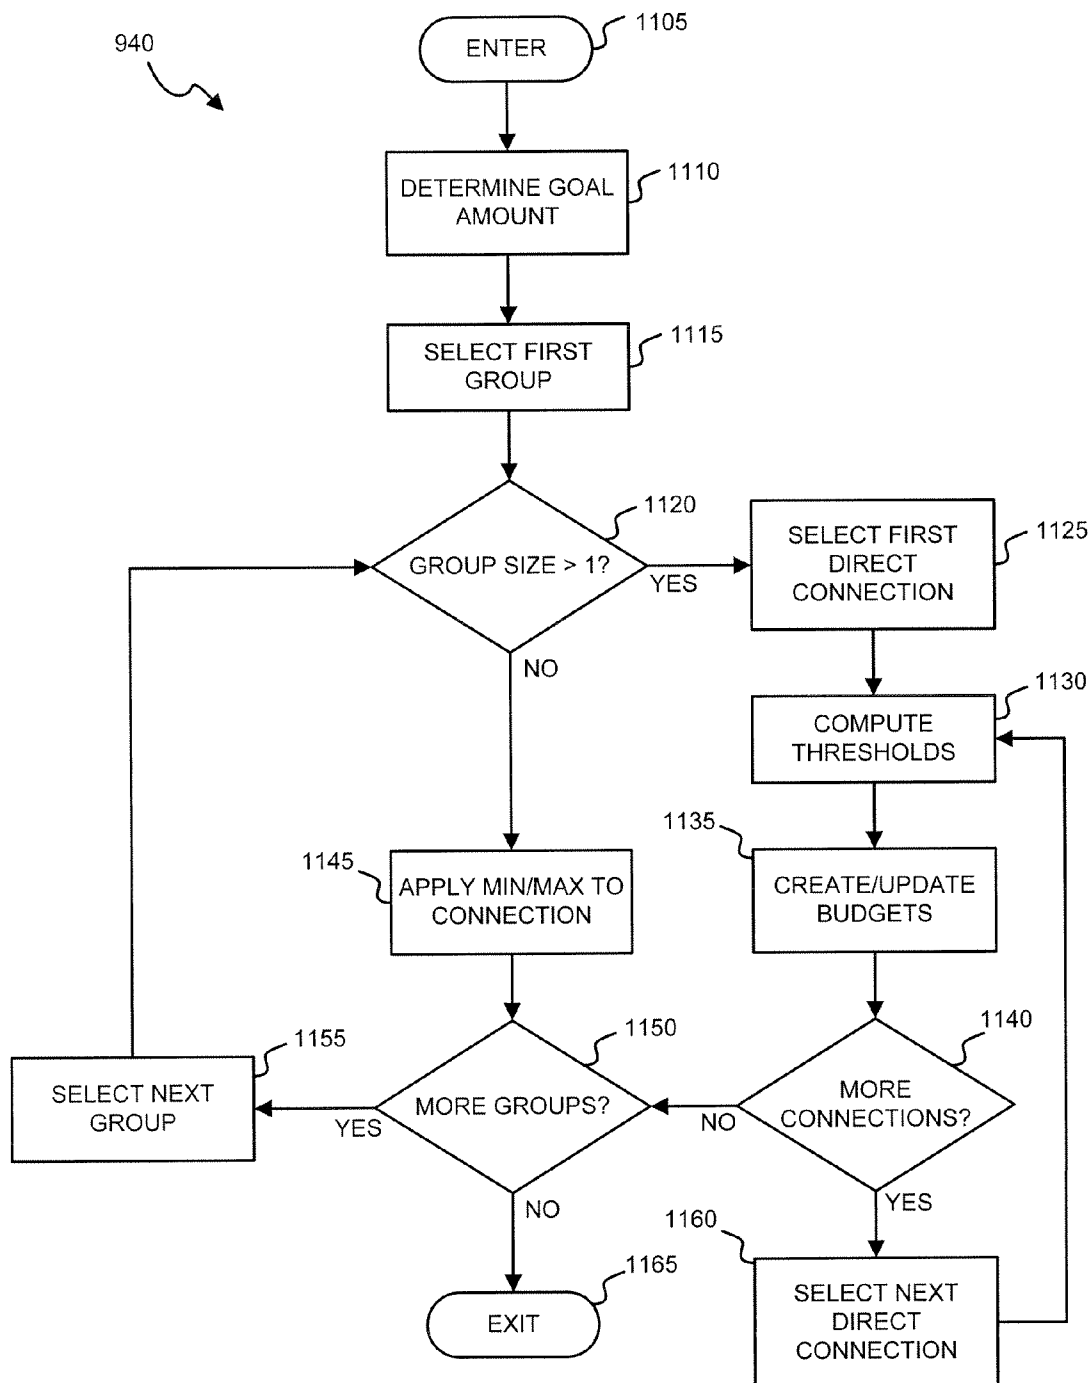 940
ENTER
1105
DETERMINE GOAL
AMOUNT
1110
SELECT FIRST
GROUP
1115
GROUP SIZE > 1?
1120
YES
NO
SELECT FIRST
DIRECT
CONNECTION
1125
COMPUTE
THRESHOLDS
1130
1135
CREATE/UPDATE
BUDGETS
1145
APPLY MIN/MAX TO
CONNECTION
1155
SELECT NEXT
GROUP
YES
MORE GROUPS?
1150
NO
NO
MORE
CONNECTIONS?
1140
YES
1160
SELECT NEXT
DIRECT
CONNECTION
EXIT
1165